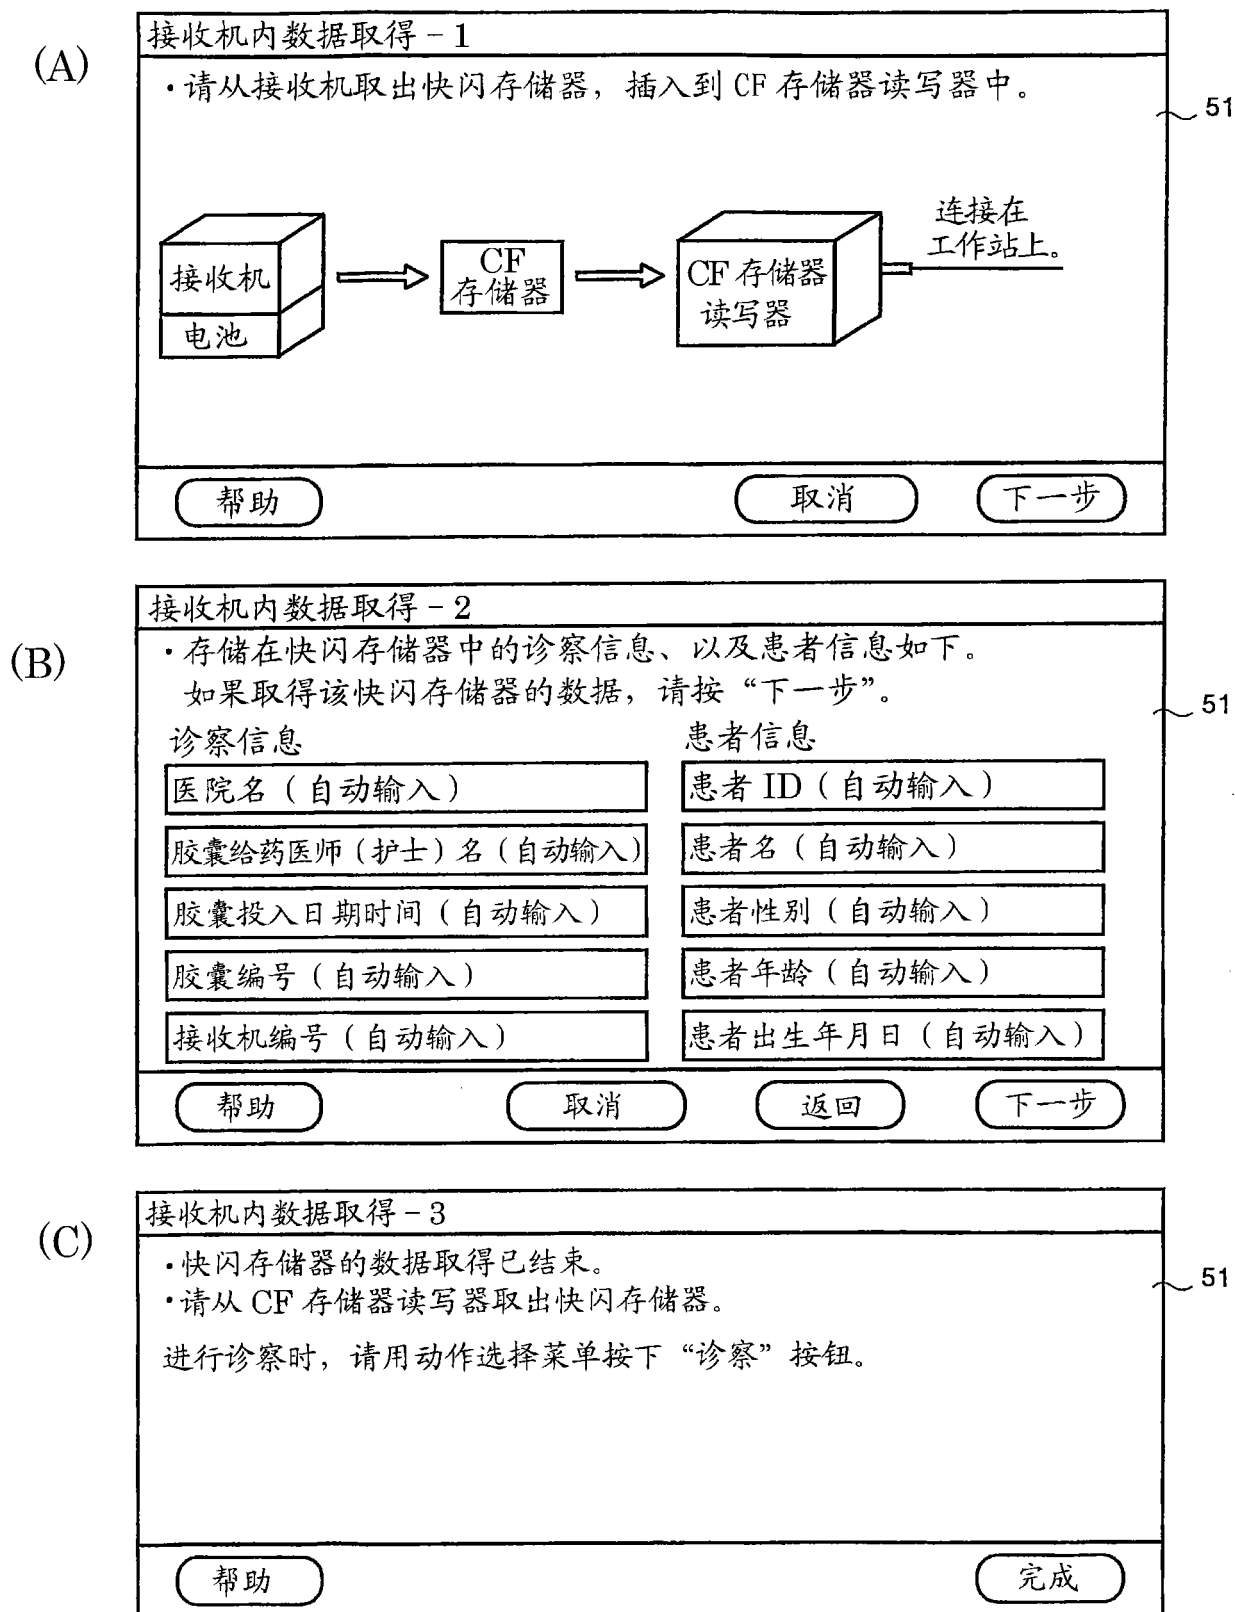 (A)
接收机内数据取得-1
·请从接收机取出快闪存储器，插入到 CF 存储器读写器中。
51
接收机
电池
CF
存储器
CF 存储器
读写器
连接在
工作站上。
帮助
取消
下一步
(B)
接收机内数据取得-2
·存储在快闪存储器中的诊察信息、以及患者信息如下。
如果取得该快闪存储器的数据，请按“下一步”。
51
诊察信息
医院名（自动输入）
胶囊给药医师（护士）名（自动输入）
胶囊投入日期时间（自动输入）
胶囊编号（自动输入）
接收机编号（自动输入）
患者信息
患者 ID（自动输入）
患者名（自动输入）
患者性别（自动输入）
患者年龄（自动输入）
患者出生年月日（自动输入）
帮助
取消
返回
下一步
(C)
接收机内数据取得-3
·快闪存储器的数据取得已结束。
·请从 CF 存储器读写器取出快闪存储器。
51
进行诊察时，请用动作选择菜单按下“诊察”按钮。
帮助
完成